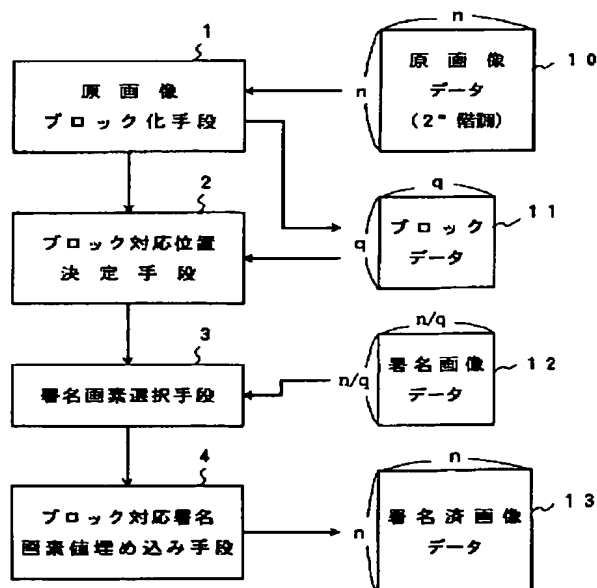 1
原画像
ブロック化手段
n
n
原画像
データ
(2ᵐ階調)
10
2
ブロック対応位置
決定手段
q
q
ブロック
データ
11
3
署名画素選択手段
n/q
n/q
署名画像
データ
12
4
ブロック対応署名
画素値埋め込み手段
n
n
署名済画像
データ
13